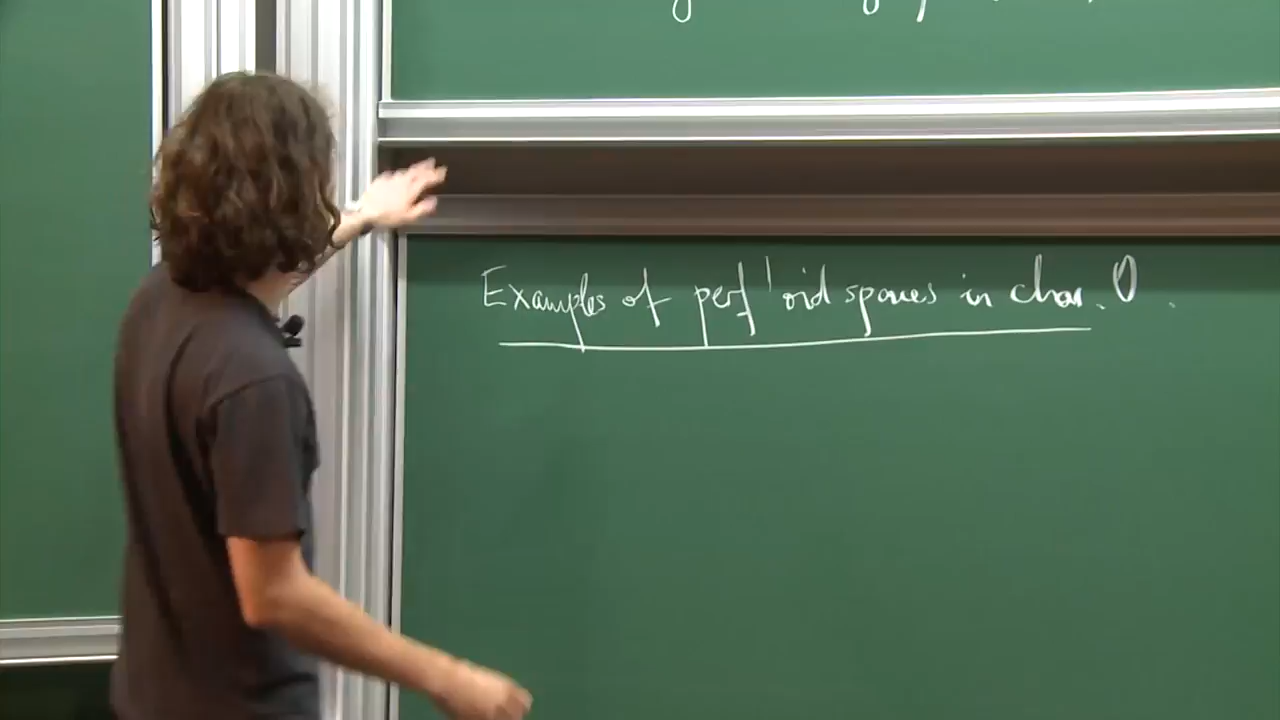 Examples of perf'oid spaces in char. 0.